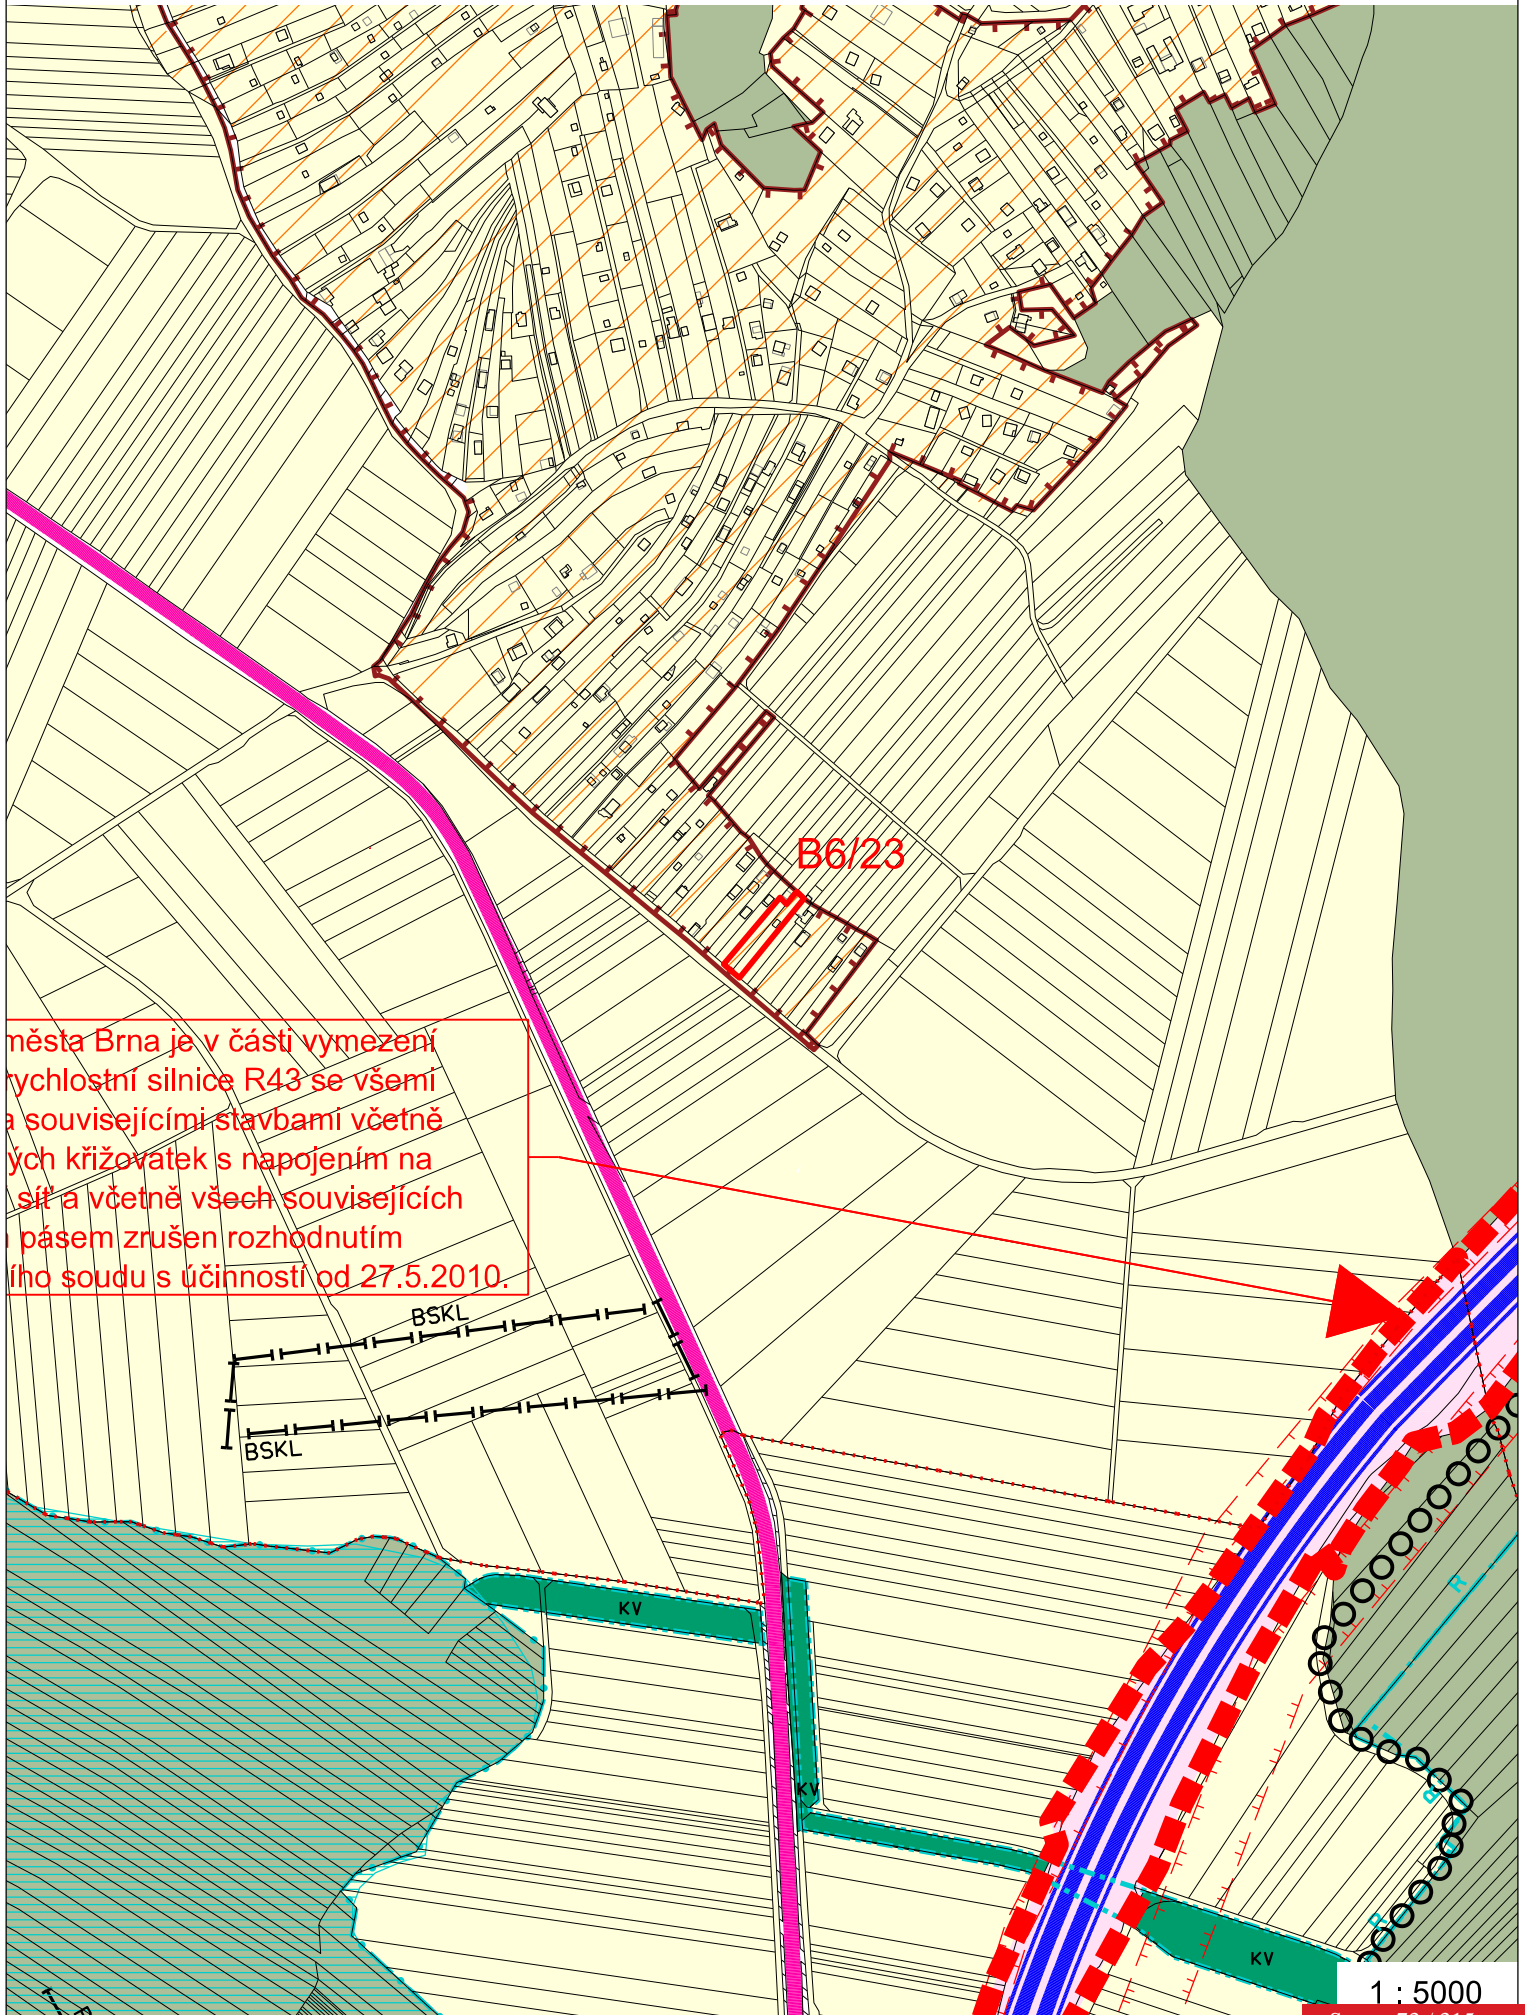 B6/23
města Brna je v části vymezení
rychlostní silnice R43 se všemi
a souvisejícími stavbami včetně
ých křižovatek s napojením na
síť a včetně všech souvisejících
pásem zrušen rozhodnutím
ího soudu s účinností od 27.5.2010.
BSKL
BSKL
KV
R
KV
R
R
KV
1 : 5000